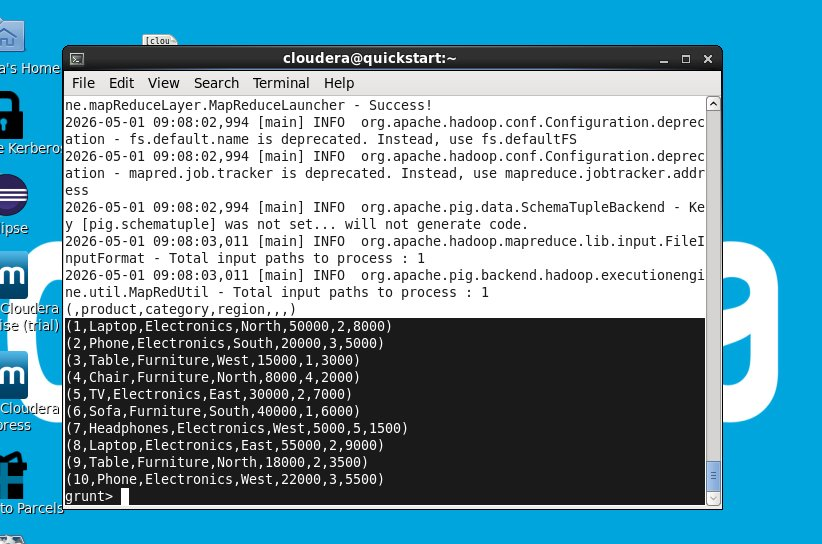 [clou
cloudera@quickstart:~
File Edit View Search Terminal Help
ne.mapReduceLayer.MapReduceLauncher - Success!
2026-05-01 09:08:02,994 [main] INFO  org.apache.hadoop.conf.Configuration.deprec
ation - fs.default.name is deprecated. Instead, use fs.defaultFS
2026-05-01 09:08:02,994 [main] INFO  org.apache.hadoop.conf.Configuration.deprec
ation - mapred.job.tracker is deprecated. Instead, use mapreduce.jobtracker.addr
ess
2026-05-01 09:08:02,994 [main] INFO  org.apache.pig.data.SchemaTupleBackend - Ke
y [pig.schematuple] was not set... will not generate code.
2026-05-01 09:08:03,011 [main] INFO  org.apache.hadoop.mapreduce.lib.input.FileI
nputFormat - Total input paths to process : 1
2026-05-01 09:08:03,011 [main] INFO  org.apache.pig.backend.hadoop.executionengi
ne.util.MapRedUtil - Total input paths to process : 1
(,product,category,region,,,)
(1,Laptop,Electronics,North,50000,2,8000)
(2,Phone,Electronics,South,20000,3,5000)
(3,Table,Furniture,West,15000,1,3000)
(4,Chair,Furniture,North,8000,4,2000)
(5,TV,Electronics,East,30000,2,7000)
(6,Sofa,Furniture,South,40000,1,6000)
(7,Headphones,Electronics,West,5000,5,1500)
(8,Laptop,Electronics,East,55000,2,9000)
(9,Table,Furniture,North,18000,2,3500)
(10,Phone,Electronics,West,22000,3,5500)
grunt>
a's Home
e Kerberos
ipse
m
Cloudera
ise (trial)
m
Cloudera
press
to Parcels